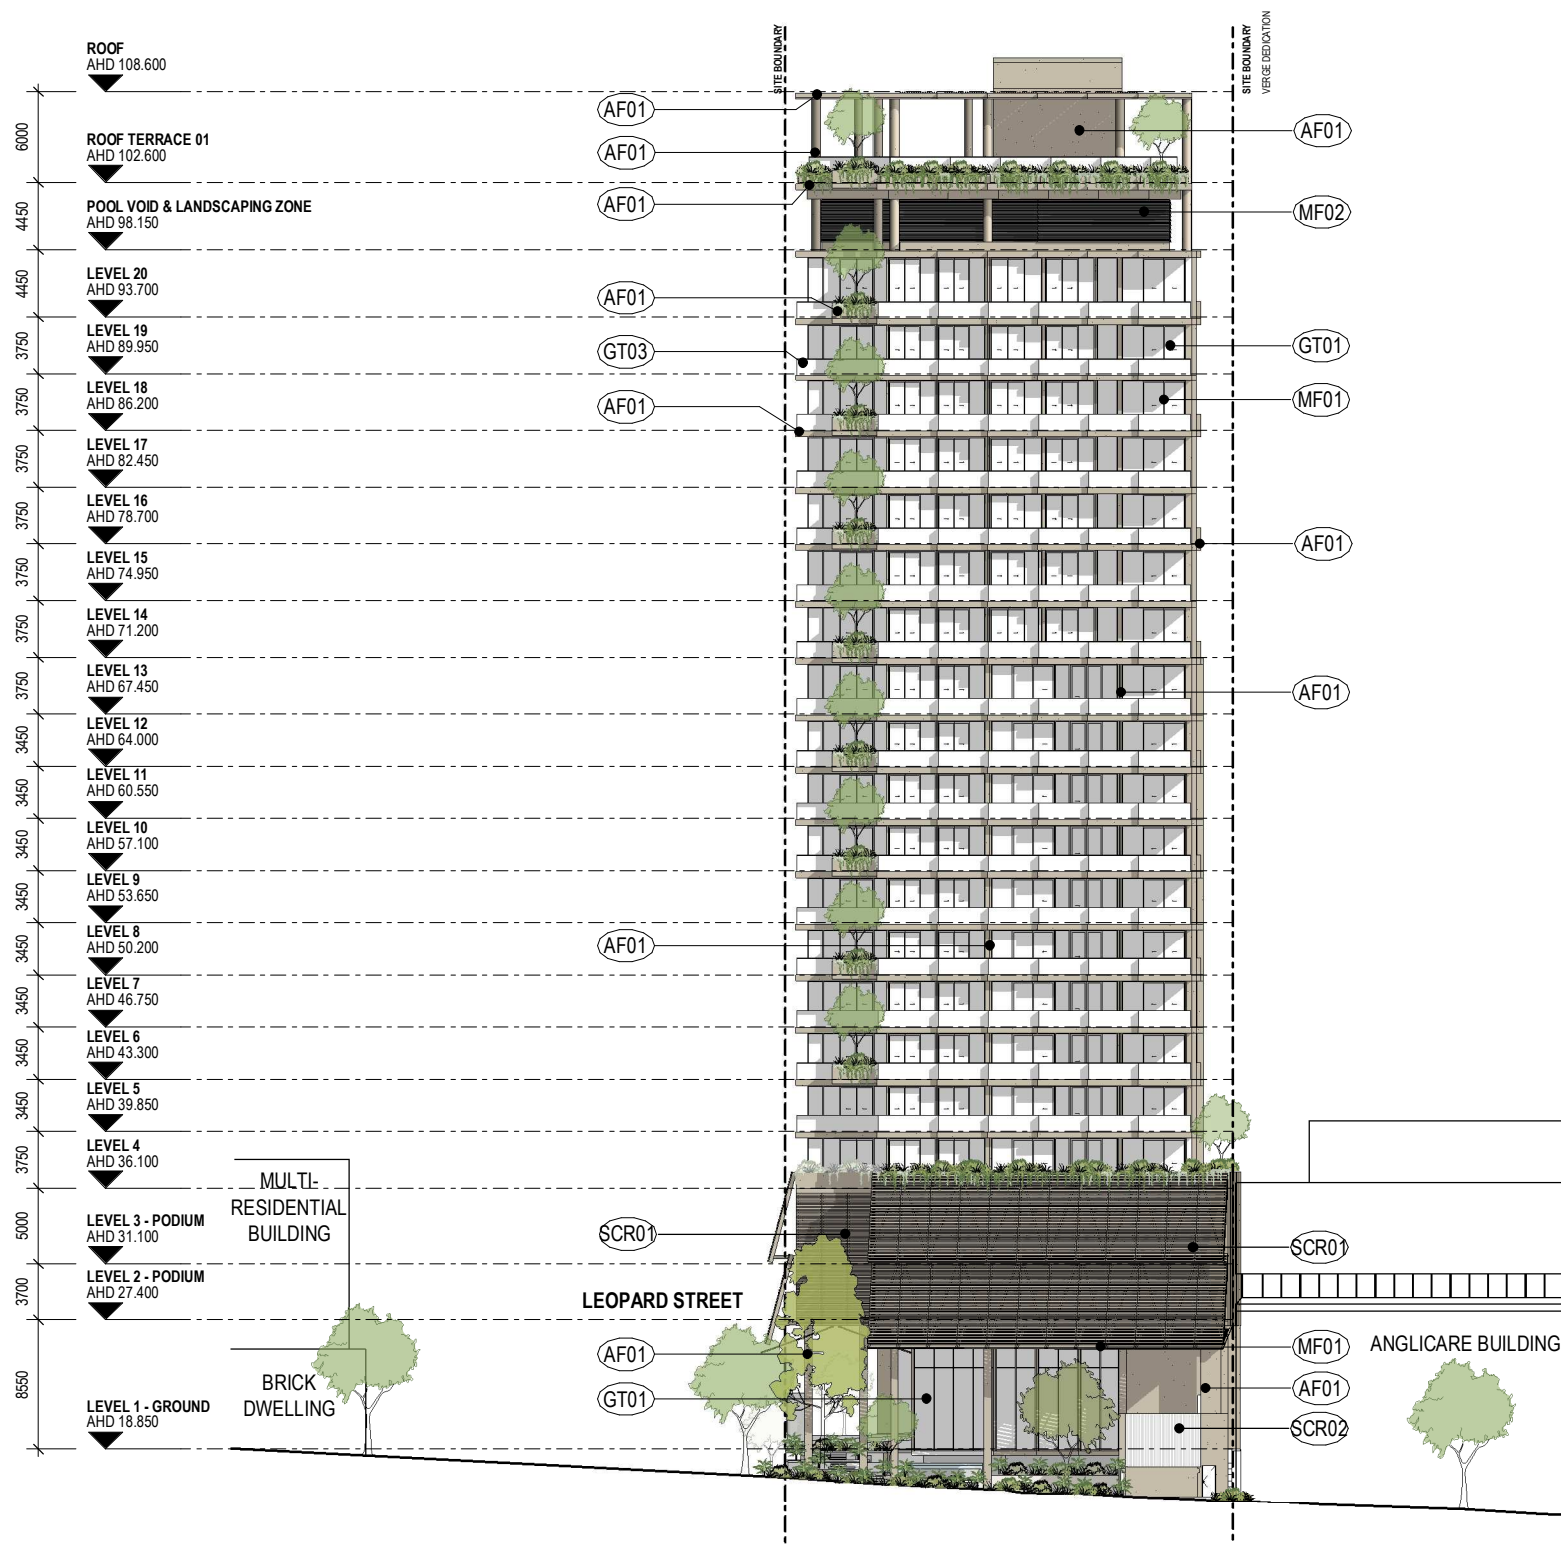 SITE BOUNDARY
SITE BOUNDARY
VERGE DEDICATION
ROOF
AHD 108.600
6000
ROOF TERRACE 01
AHD 102.600
4450
POOL VOID & LANDSCAPING ZONE
AHD 98.150
4450
LEVEL 20
AHD 93.700
3750
LEVEL 19
AHD 89.950
3750
LEVEL 18
AHD 86.200
3750
LEVEL 17
AHD 82.450
3750
LEVEL 16
AHD 78.700
3750
LEVEL 15
AHD 74.950
3750
LEVEL 14
AHD 71.200
3750
LEVEL 13
AHD 67.450
3450
LEVEL 12
AHD 64.000
3450
LEVEL 11
AHD 60.550
3450
LEVEL 10
AHD 57.100
3450
LEVEL 9
AHD 53.650
3450
LEVEL 8
AHD 50.200
3450
LEVEL 7
AHD 46.750
3450
LEVEL 6
AHD 43.300
3450
LEVEL 5
AHD 39.850
3750
LEVEL 4
AHD 36.100
5000
LEVEL 3 - PODIUM
AHD 31.100
3700
LEVEL 2 - PODIUM
AHD 27.400
8550
LEVEL 1 - GROUND
AHD 18.850
MULTI-
RESIDENTIAL
BUILDING
BRICK
DWELLING
LEOPARD STREET
AF01
AF01
AF01
AF01
GT03
AF01
AF01
SCR01
AF01
GT01
AF01
MF02
GT01
MF01
AF01
AF01
SCR01
MF01
AF01
SCR02
ANGLICARE BUILDING